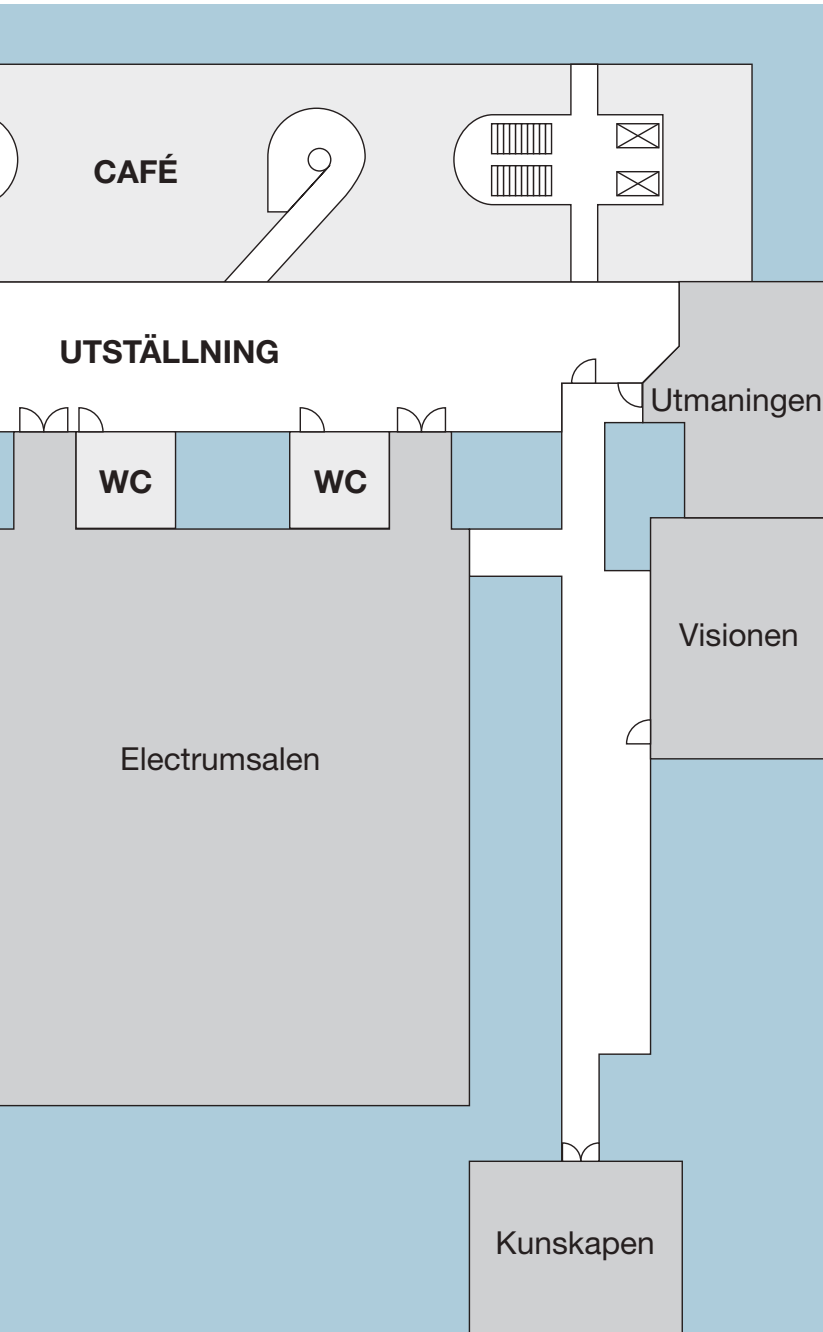 CAFÉ
UTSTÄLLNING
Utmaningen
WC
WC
Visionen
Electrumsalen
Kunskapen